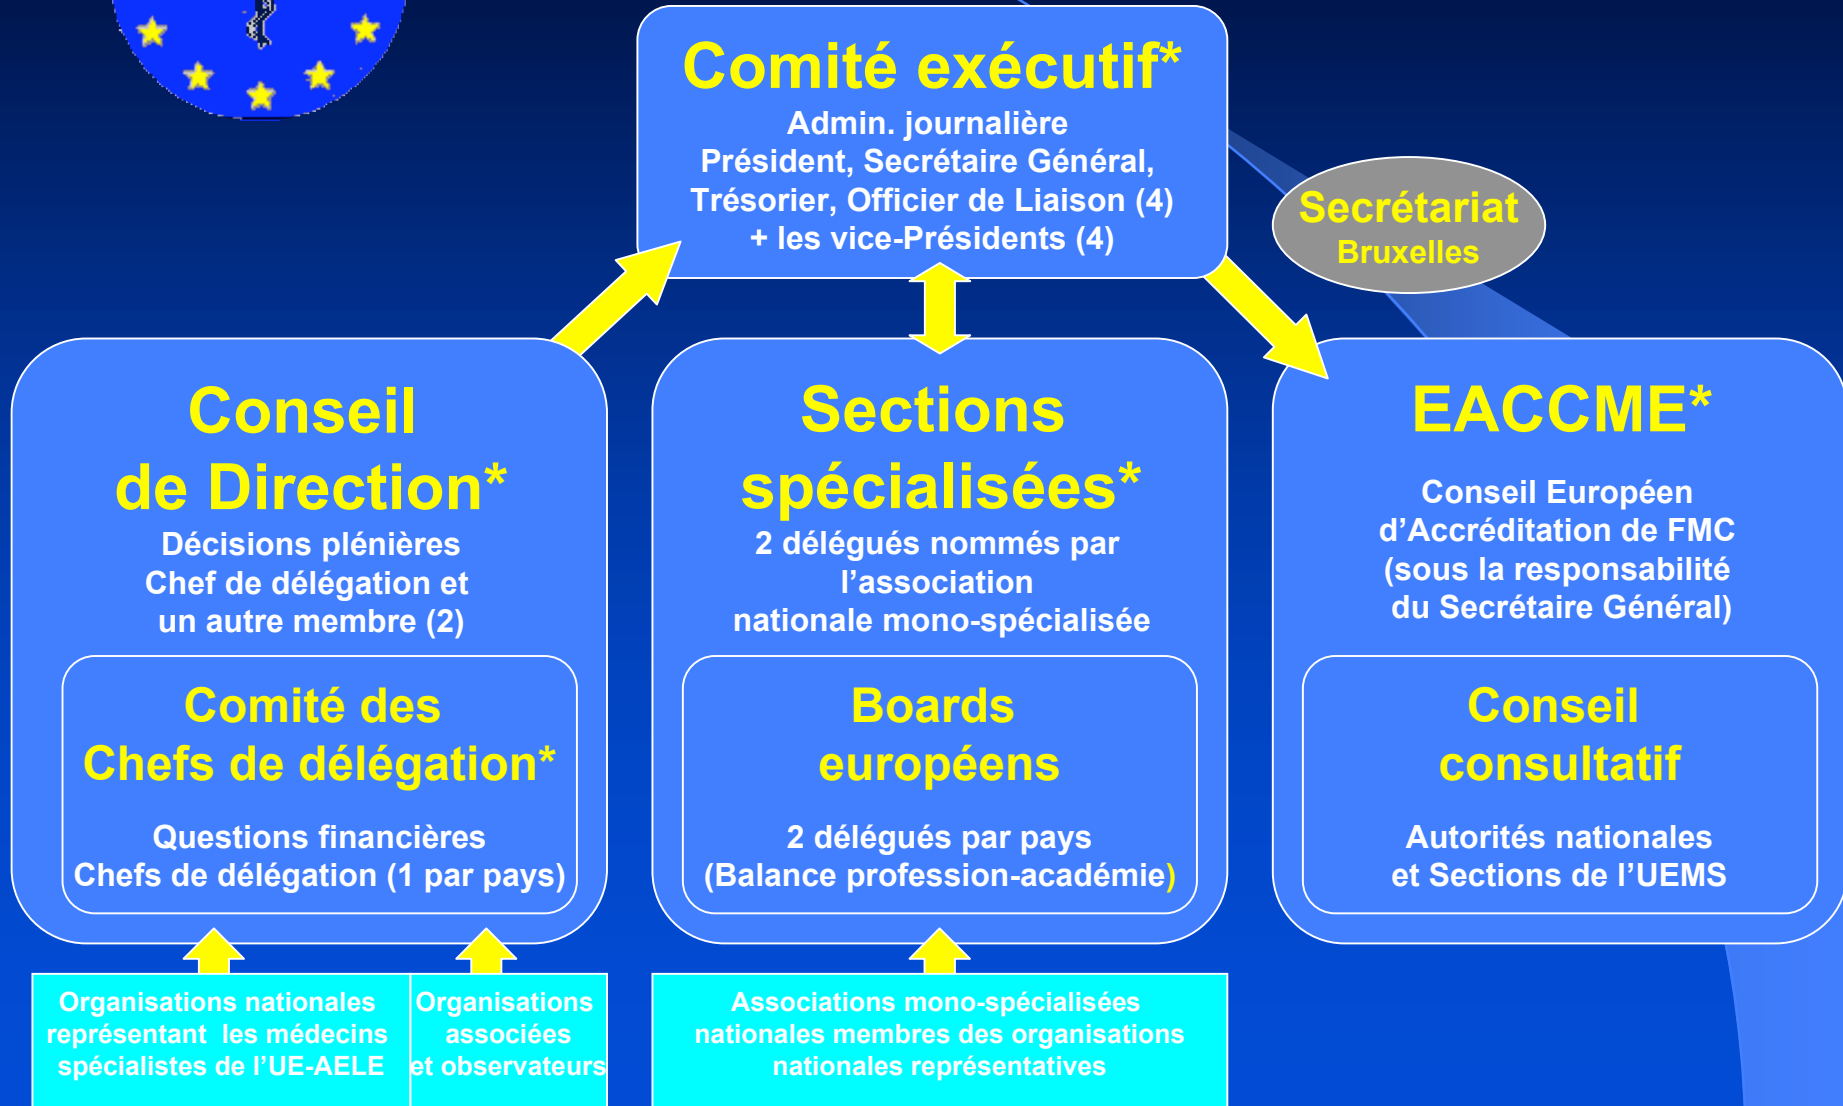 Comité exécutif*
Admin. journalière
Président, Secrétaire Général,
Trésorier, Officier de Liaison (4)
+ les vice-Présidents (4)
Secrétariat
Bruxelles
Conseil
de Direction*
Décisions plénières
Chef de délégation et
un autre membre (2)
Comité des
Chefs de délégation*
Questions financières
Chefs de délégation (1 par pays)
Sections
spécialisées*
2 délégués nommés par
l’association
nationale mono-spécialisée
Boards
européens
2 délégués par pays
(Balance profession-académie)
EACCME*
Conseil Européen
d’Accréditation de FMC
(sous la responsabilité
du Secrétaire Général)
Conseil
consultatif
Autorités nationales
et Sections de l’UEMS
Organisations nationales
représentant les médecins
spécialistes de l’UE-AELE
Organisations
associées
et observateurs
Associations mono-spécialisées
nationales membres des organisations
nationales représentatives